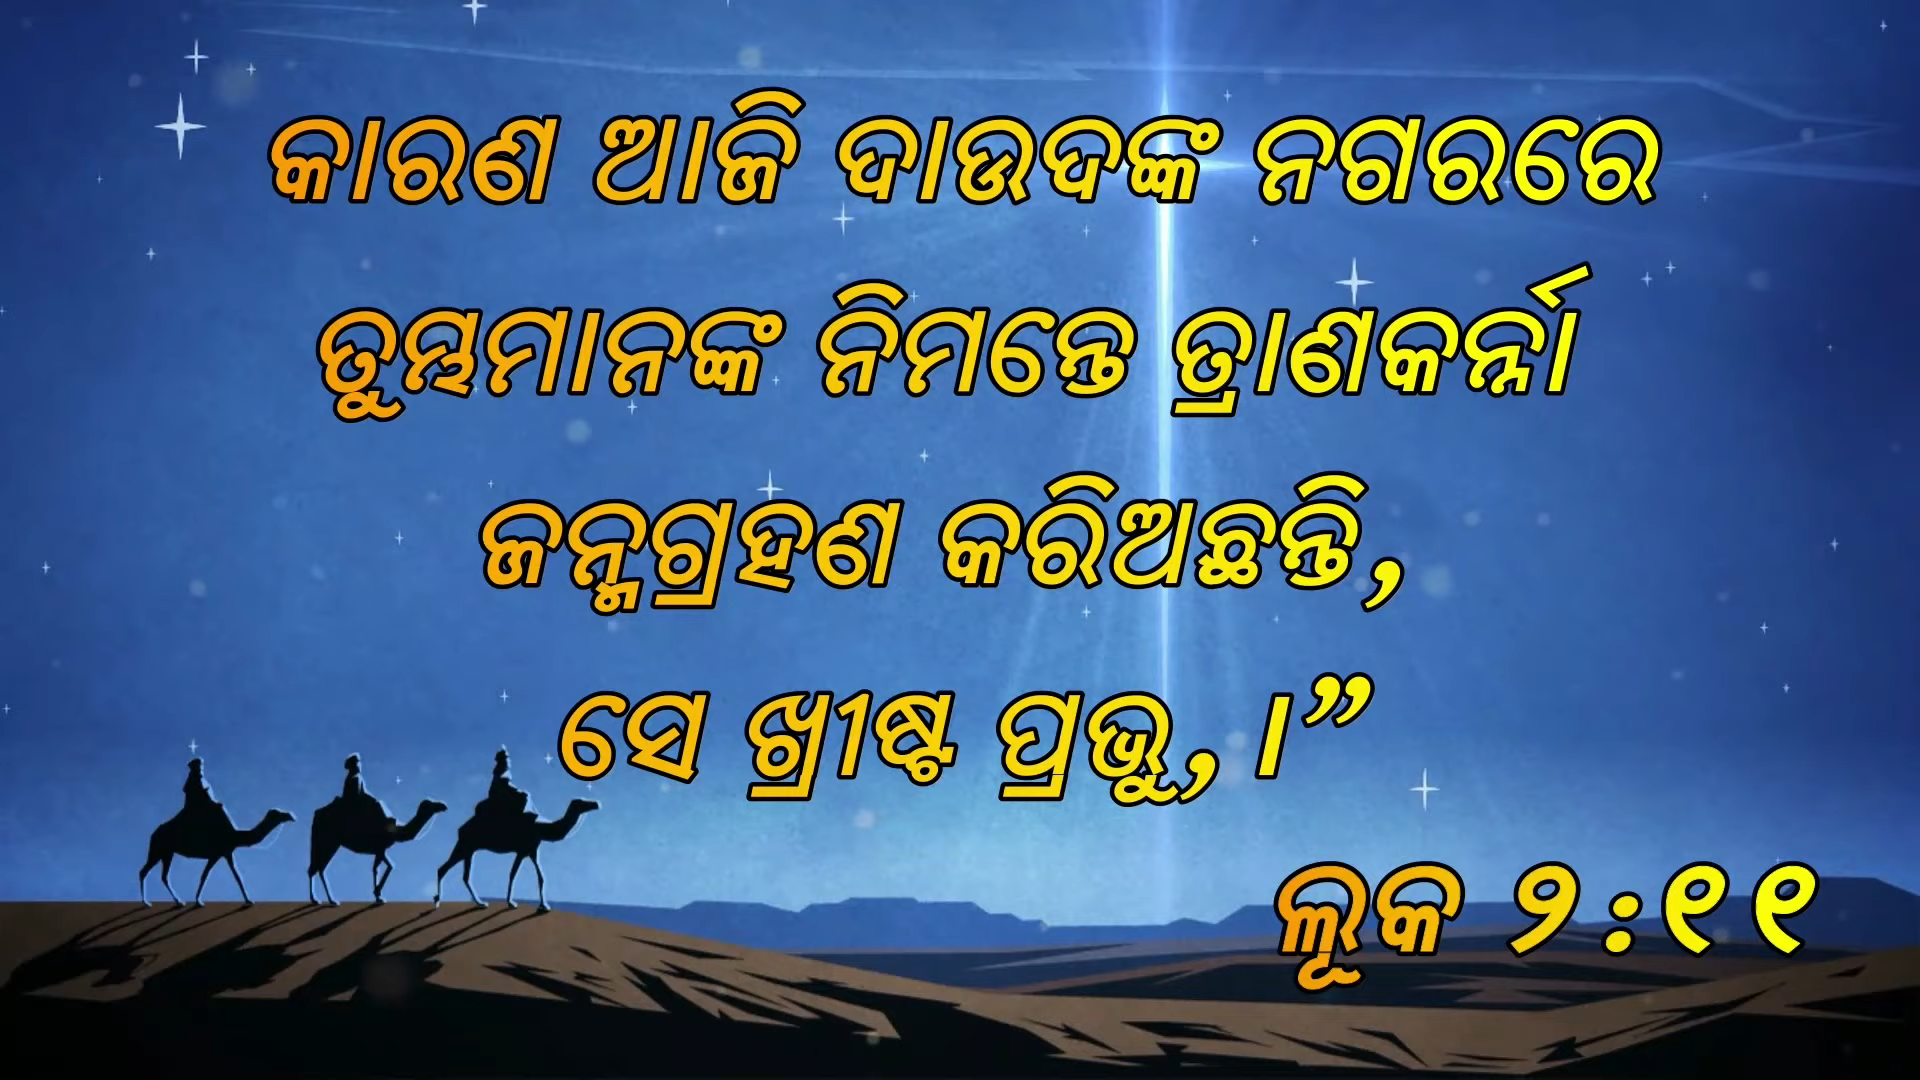 କାରଣ ଆଜି ଦାଉଦଙ୍କ ନଗରରେ
ତୁମ୍ଭମାନଙ୍କ ନିମନ୍ତେ ତ୍ରାଣକର୍ନ୍ନା
ଜନ୍ମଗ୍ରହଣ କରିଅଛନ୍ତି,
ସେ ଖ୍ରୀଷ୍ଟ ପ୍ରଭୁ,।”
ଲୂକ ୨:୧୧